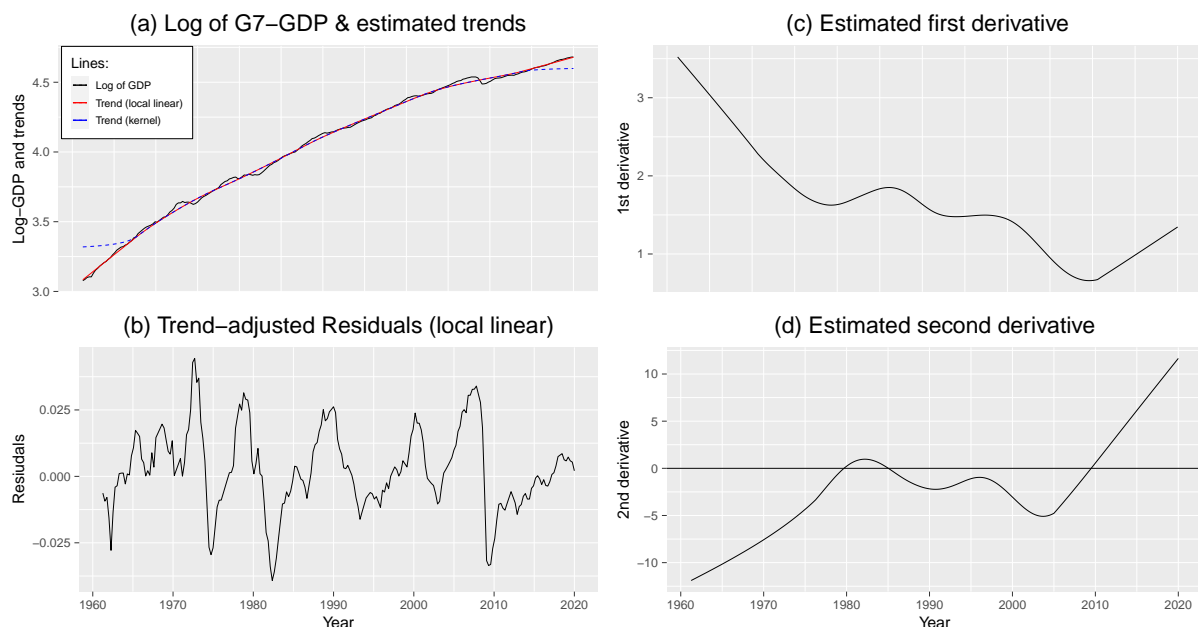 (a) Log of G7−GDP & estimated trends
Log−GDP and trends
4.5
4.0
3.5
3.0
Lines:
Log of GDP
Trend (local linear)
Trend (kernel)
(c) Estimated first derivative
1st derivative
3
2
1
(b) Trend−adjusted Residuals (local linear)
Resiudals
0.025
0.000
−0.025
1960 1970 1980 1990 2000 2010 2020
Year
(d) Estimated second derivative
2nd derivative
10
5
0
−5
−10
1960 1970 1980 1990 2000 2010 2020
Year